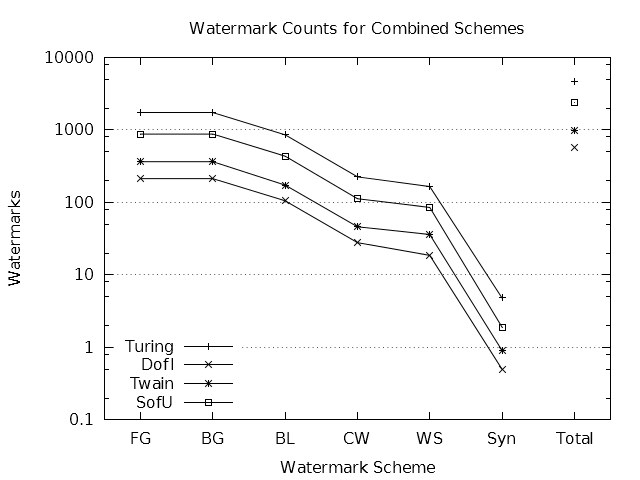 Watermark Counts for Combined Schemes
10000
1000
100
10
1
0.1
Watermarks
Turing
DofI
Twain
SofU
FG BG BL CW WS Syn Total
Watermark Scheme